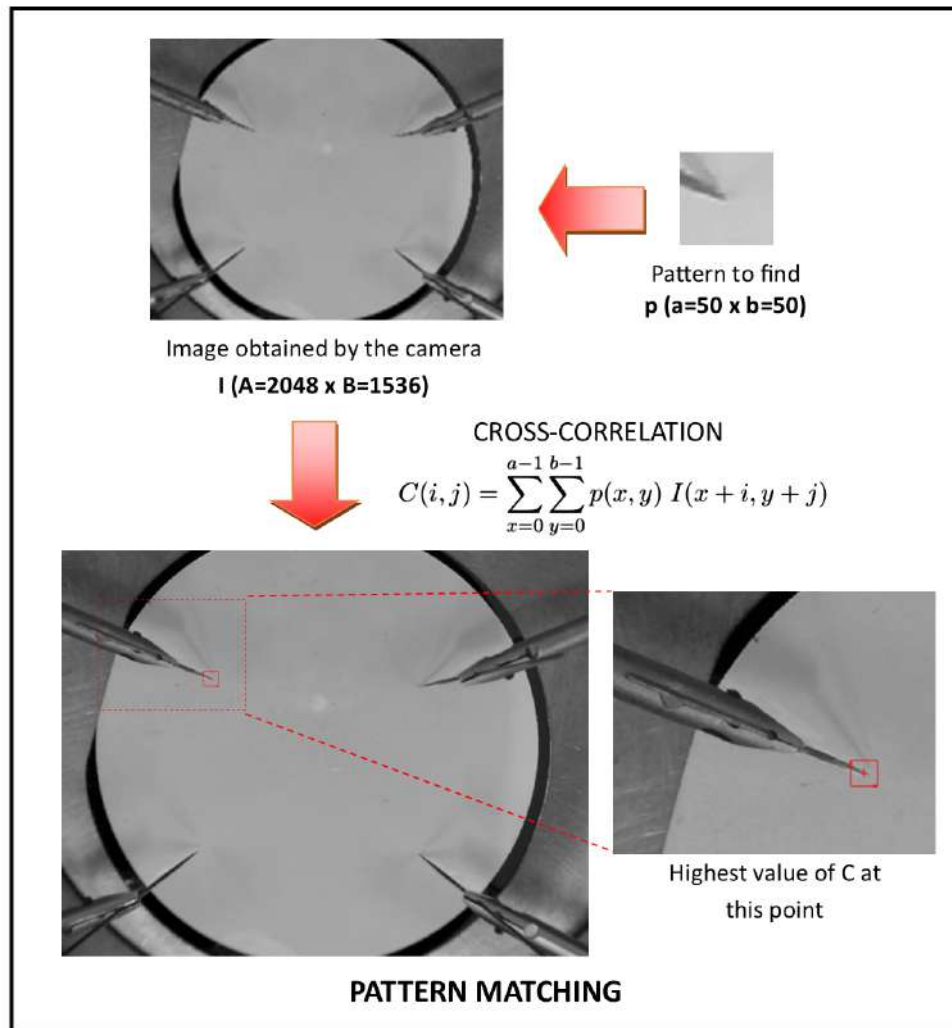 Pattern to find
p (a=50 x b=50)
Image obtained by the camera
I (A=2048 x B=1536)
CROSS-CORRELATION
C(i, j) = \sum_{x=0}^{a-1} \sum_{y=0}^{b-1} p(x, y) I(x + i, y + j)
Highest value of C at
this point
PATTERN MATCHING